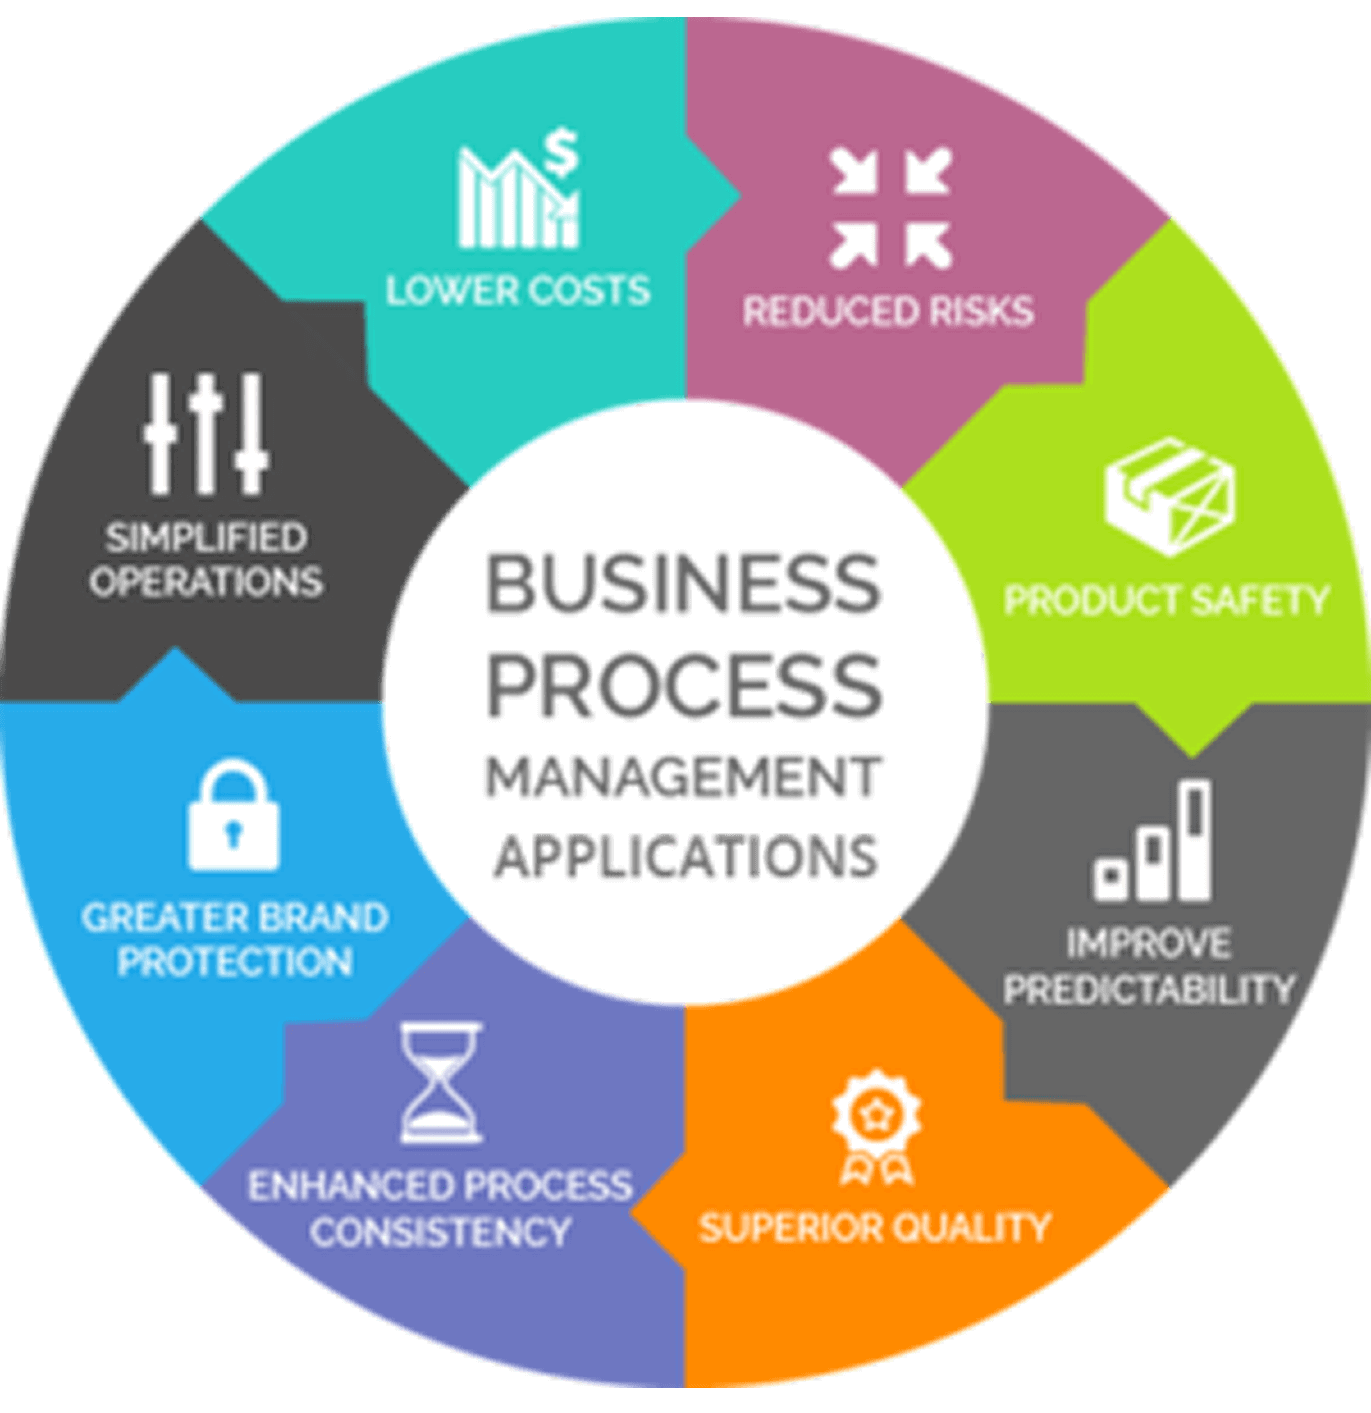 LOWER COSTS
REDUCED RISKS
PRODUCT SAFETY
IMPROVE
PREDICTABILITY
SUPERIOR QUALITY
ENHANCED PROCESS
CONSISTENCY
GREATER BRAND
PROTECTION
SIMPLIFIED
OPERATIONS
BUSINESS
PROCESS
MANAGEMENT
APPLICATIONS